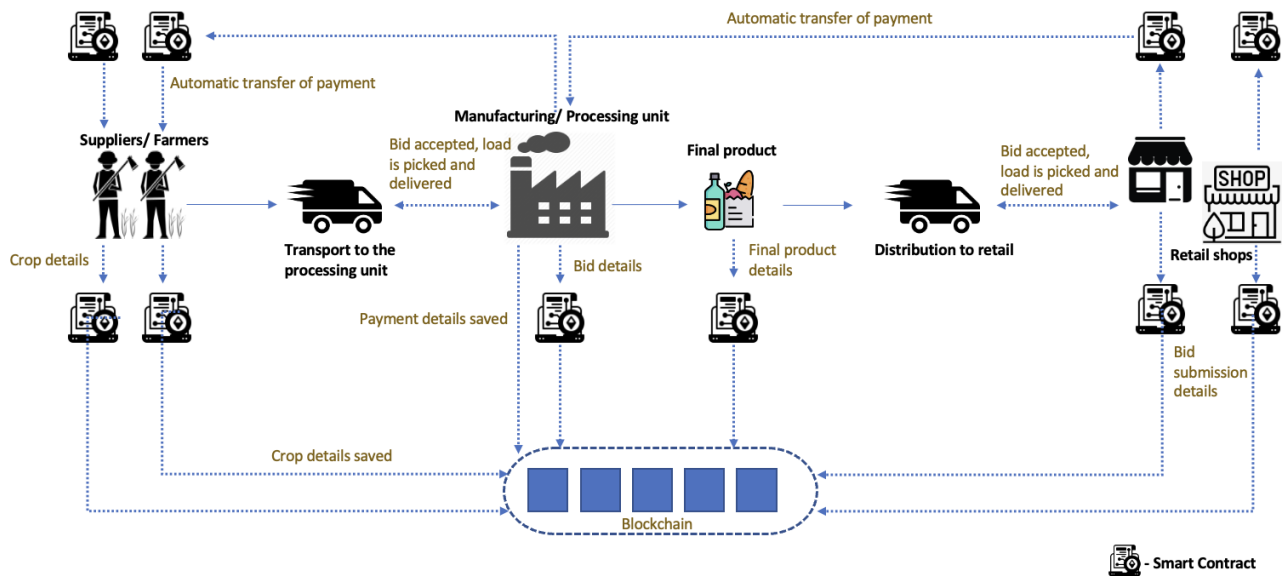 Automatic transfer of payment
Automatic transfer of payment
Manufacturing/ Processing unit
Suppliers/ Farmers
Bid accepted, load
is picked and
delivered
Final product
Bid accepted,
load is picked and
delivered
SHOP
Transport to the
processing unit
Distribution to retail
Retail shops
Crop details
Bid details
Final product
details
Payment details saved
Bid
submission
details
Crop details saved
Blockchain
- Smart Contract